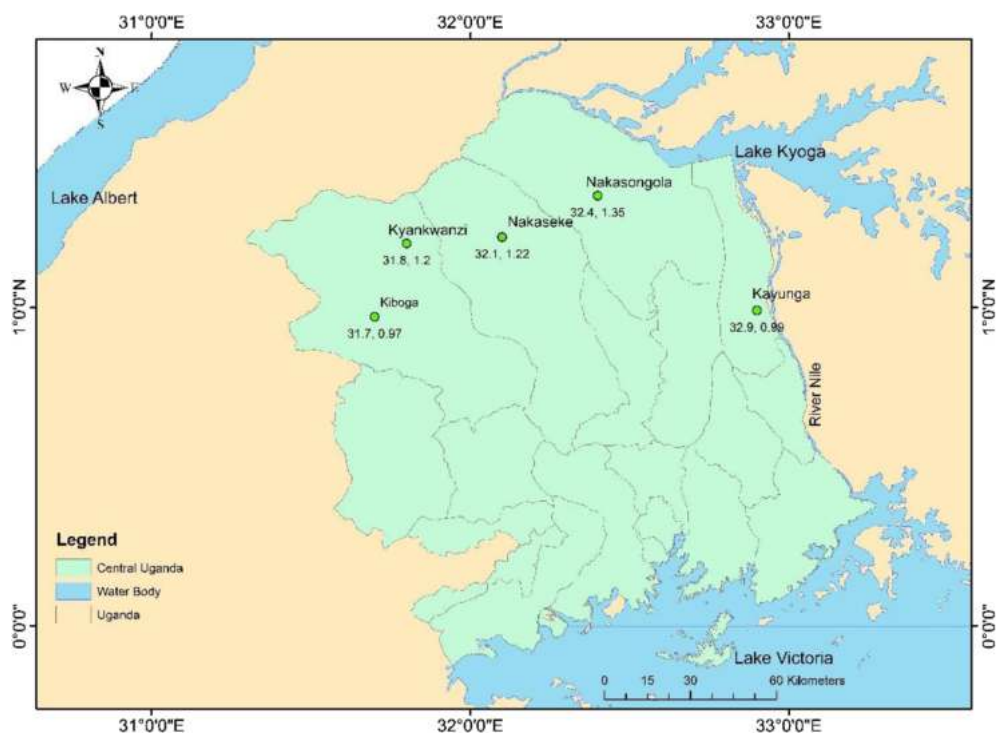 31°0'0"E 32°0'0"E 33°0'0"E
N
W E
S
Lake Albert
Lake Kyoga
Nakasongola
32.4, 1.35
Nakaseke
32.1, 1.22
Kyankwanzi
31.8, 1.2
Kiboga
31.7, 0.97
Kayunga
32.9, 0.99
1°0'0"N 1°0'0"N
River Nile
Legend
Central Uganda
Water Body
Uganda
0°0'0" 0°0'0"
Lake Victoria
0 15 30 60 Kilometers
31°0'0"E 32°0'0"E 33°0'0"E